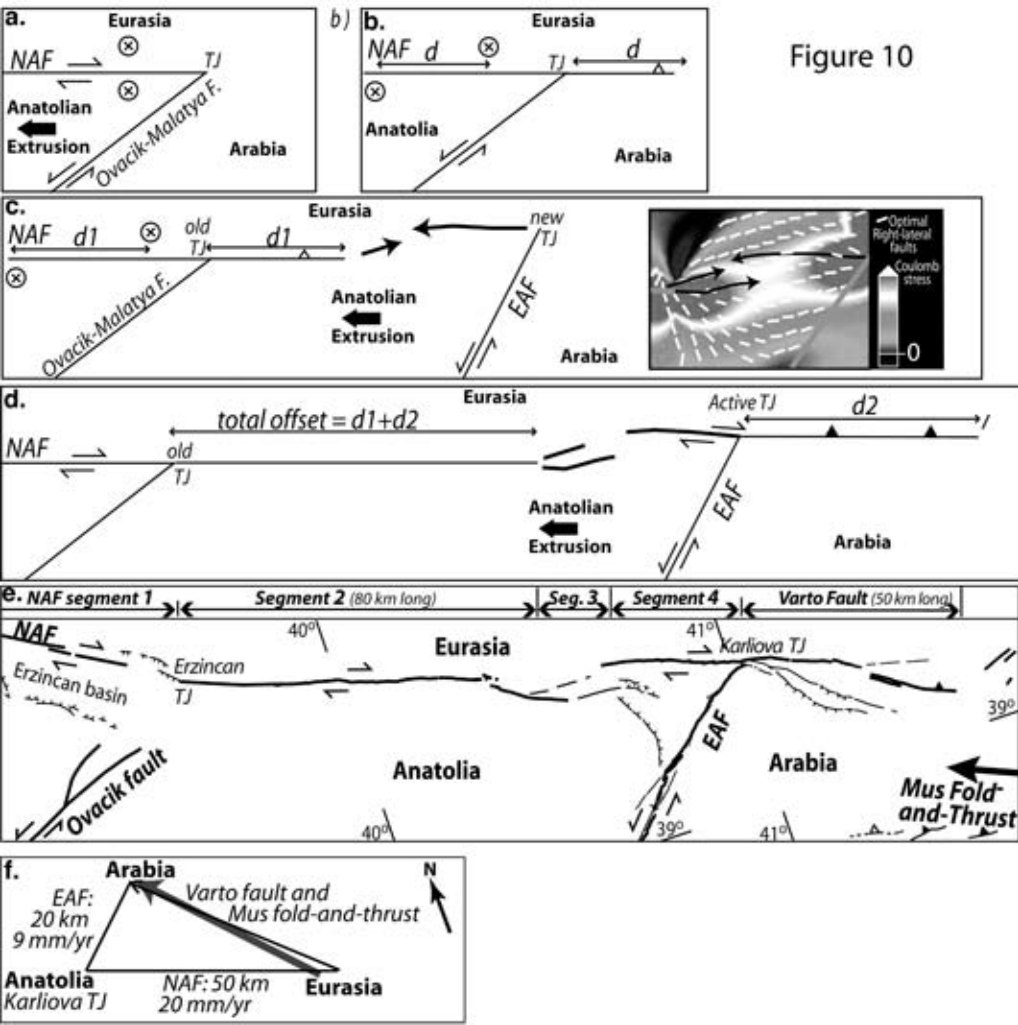 a.
Eurasia
NAF
TJ
Anatolian
Extrusion
Ovacik-Malatya F.
Arabia
b)
b.
Eurasia
NAF
d
TJ
d
Anatolia
Arabia
Figure 10
c.
Eurasia
NAF
d1
old
TJ
d1
new
TJ
Ovacik-Malatya F.
Anatolian
Extrusion
EAF
Arabia
Optimal
Right-lateral
faults
Coulomb
stress
0
d.
Eurasia
total offset = d1+d2
Active TJ
d2
NAF
old
TJ
EAF
Anatolian
Extrusion
Arabia
e.
NAF segment 1
Segment 2 (80 km long)
Seg. 3
Segment 4
Varto Fault (50 km long)
NAF
40°
Eurasia
41°
Karliova TJ
Erzincan basin
Erzincan
TJ
39°
EAF
Anatolia
Arabia
Ovacik fault
Mus Fold-
and-Thrust
40°
39°
41°
f.
Arabia
N
EAF:
20 km
9 mm/yr
Varto fault and
Mus fold-and-thrust
Anatolia
Karliova TJ
NAF: 50 km
20 mm/yr
Eurasia